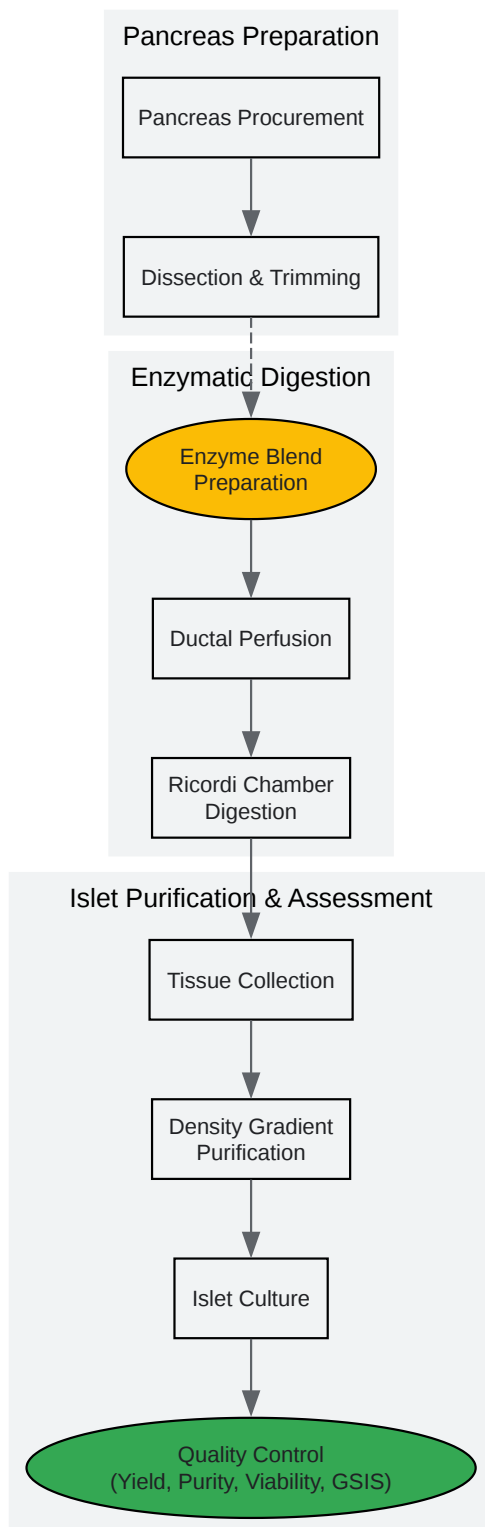 Pancreas Preparation
Pancreas Procurement
Dissection & Trimming
Enzymatic Digestion
Enzyme Blend
Preparation
Ductal Perfusion
Ricordi Chamber
Digestion
Islet Purification & Assessment
Tissue Collection
Density Gradient
Purification
Islet Culture
Quality Control
(Yield, Purity, Viability, GSIS)